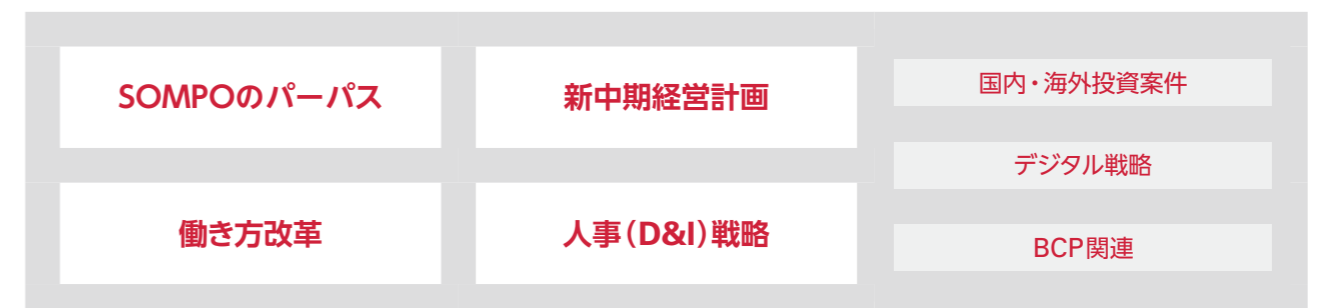 SOMPOのパーパス
新中期経営計画
働き方改革
人事（D&I）戦略
国内・海外投資案件
デジタル戦略
BCP関連